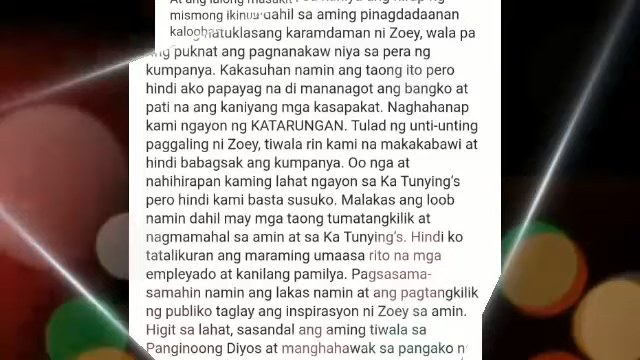 mismong ikinu dahil sa aming pinagdadaanan
natuklasang karamdaman ni Zoey, wala pa
puknat ang pagnanakaw niya sa pera ng
kumpanya. Kakasuhan namin ang taong ito pero
hindi ako papayag na di mananagot ang bangko at
pati na ang kaniyang mga kasapakat. Naghahanap
kami ngayon ng KATARUNGAN. Tulad ng unti-unting
paggaling ni Zoey, tiwala rin kami na makakabawi at
hindi babagsak ang kumpanya. Oo nga at
nahihirapan kaming lahat ngayon sa Ka Tunying's
pero hindi kami basta susuko. Malakas ang loob
namin dahil may mga taong tumatangkilik at
nagmamahal sa amin at sa Ka Tunying's. Hindi ko
tatalikuran ang maraming umaasa rito na mga
empleyado at kanilang pamilya. Pagsasama-
samahin namin ang lakas namin at ang pagtangkilik
ng publiko taglay ang inspirasyon ni Zoey sa amin.
Higit sa lahat, sasandal ang aming tiwala sa
Panginoong Diyos at manghahawak sa pangako